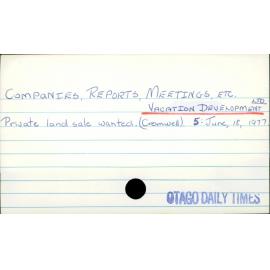 COMPANIES, REPORTS, MEETINGS, ETC.
VACATION DEVELOPMENT LTD
Private land sale wanted. (Cromwell) 5: June, 18, 1977
OTAGO DAILY TIMES